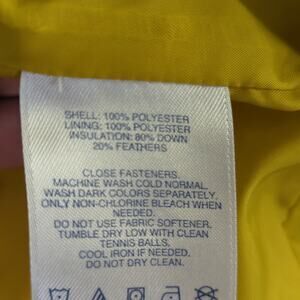 SHELL: 100% POLYESTER
LINING: 100% POLYESTER
INSULATION: 80% DOWN
20% FEATHERS
CLOSE FASTENERS.
MACHINE WASH COLD NORMAL.
WASH DARK COLORS SEPARATELY.
ONLY NON-CHLORINE BLEACH WHEN
NEEDED.
DO NOT USE FABRIC SOFTENER.
TUMBLE DRY LOW WITH CLEAN
TENNIS BALLS.
COOL IRON IF NEEDED.
DO NOT DRY CLEAN.